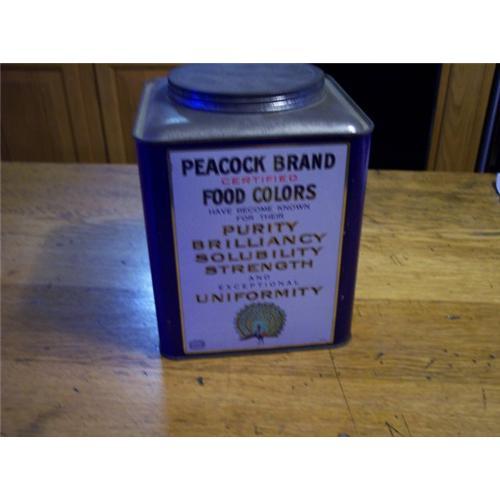 PEACOCK BRAND
CERTIFIED
FOOD COLORS
HAVE BECOME KNOWN
FOR THEIR
PURITY
BRILLIANCY
SOLUBILITY
STRENGTH
AND
EXCEPTIONAL
UNIFORMITY